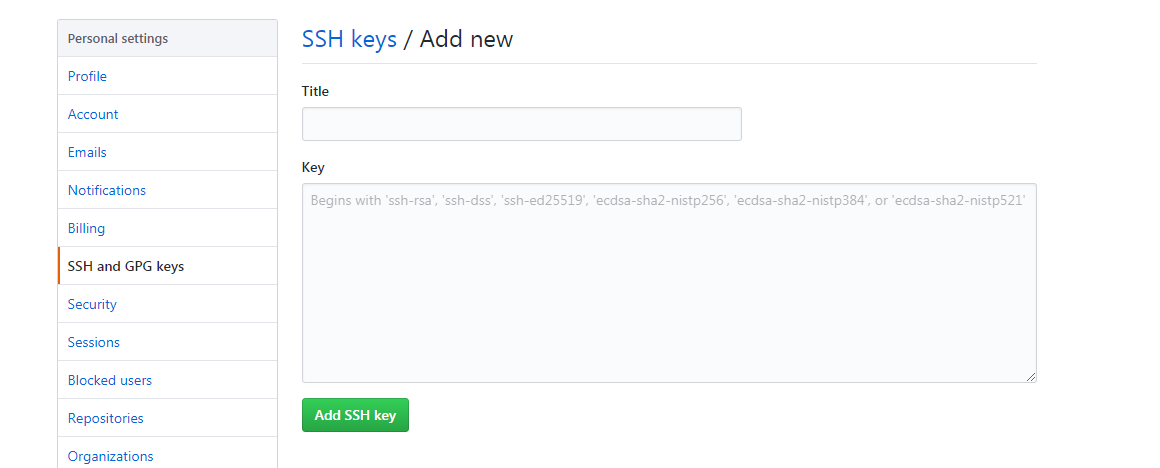 Personal settings
Profile
Account
Emails
Notifications
Billing
SSH and GPG keys
Security
Sessions
Blocked users
Repositories
Organizations
SSH keys / Add new
Title
Key
Begins with 'ssh-rsa', 'ssh-dss', 'ssh-ed25519', 'ecdsa-sha2-nistp256', 'ecdsa-sha2-nistp384', or 'ecdsa-sha2-nistp521'
Add SSH key